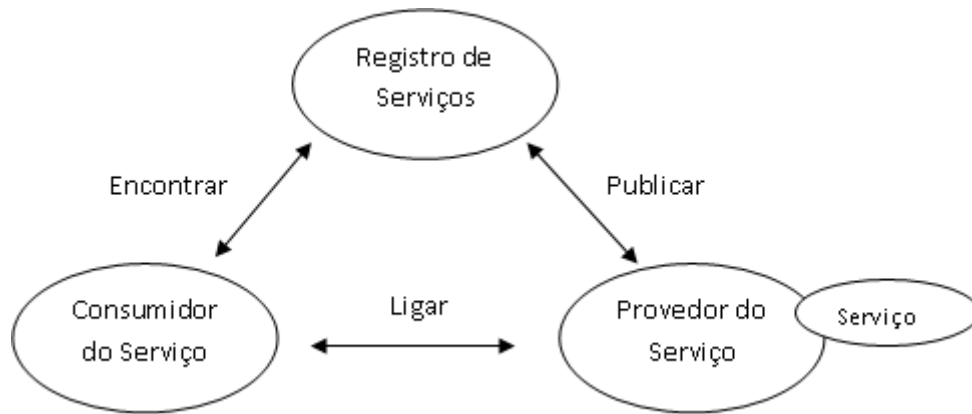 Registro de
Serviços
Encontrar
Publicar
Consumidor
do Serviço
Ligar
Provedor do
Serviço
Serviço